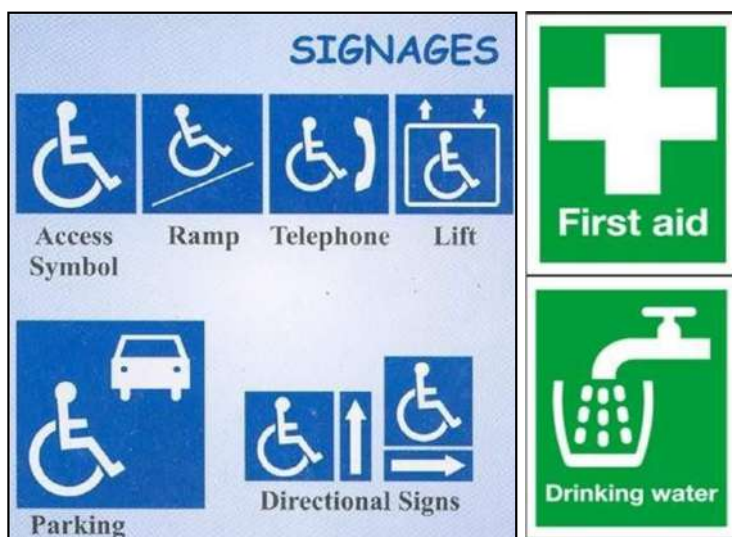 SIGNAGES
Access
Symbol
Ramp
Telephone
Lift
Parking
Directional Signs
First aid
Drinking water